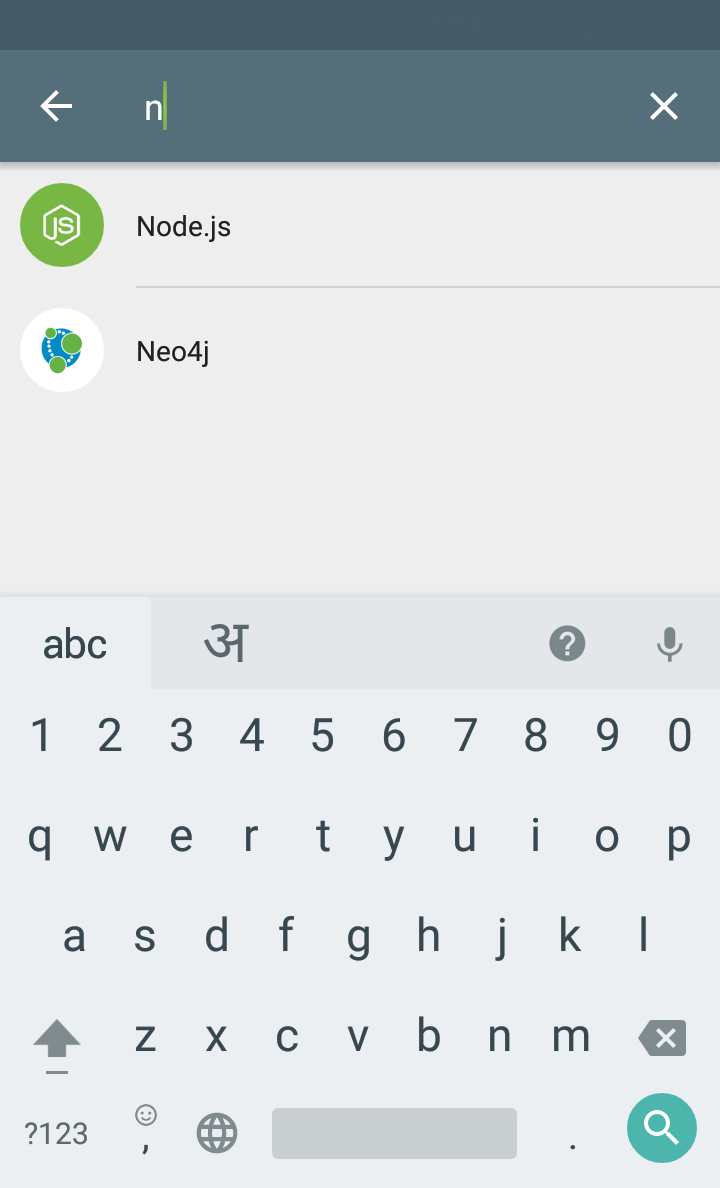 n
JS
Node.js
Neo4j
abc अ ?
1 2 3 4 5 6 7 8 9 0
q w e r t y u i o p
a s d f g h j k l
z x c v b n m
?123 , .